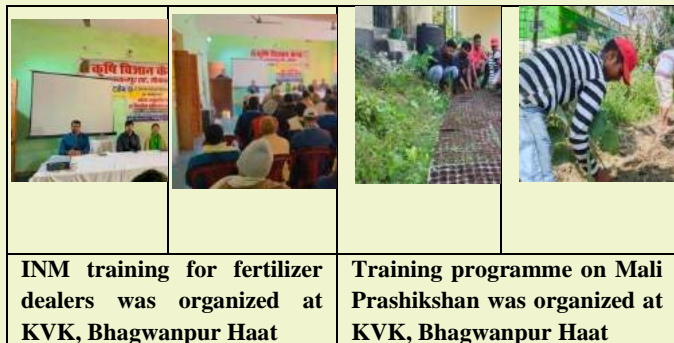 कृषि विज्ञान केन्द्र
INM training for fertilizer
dealers was organized at
KVK, Bhagwanpur Haat
Training programme on Mali
Prashikshan was organized at
KVK, Bhagwanpur Haat